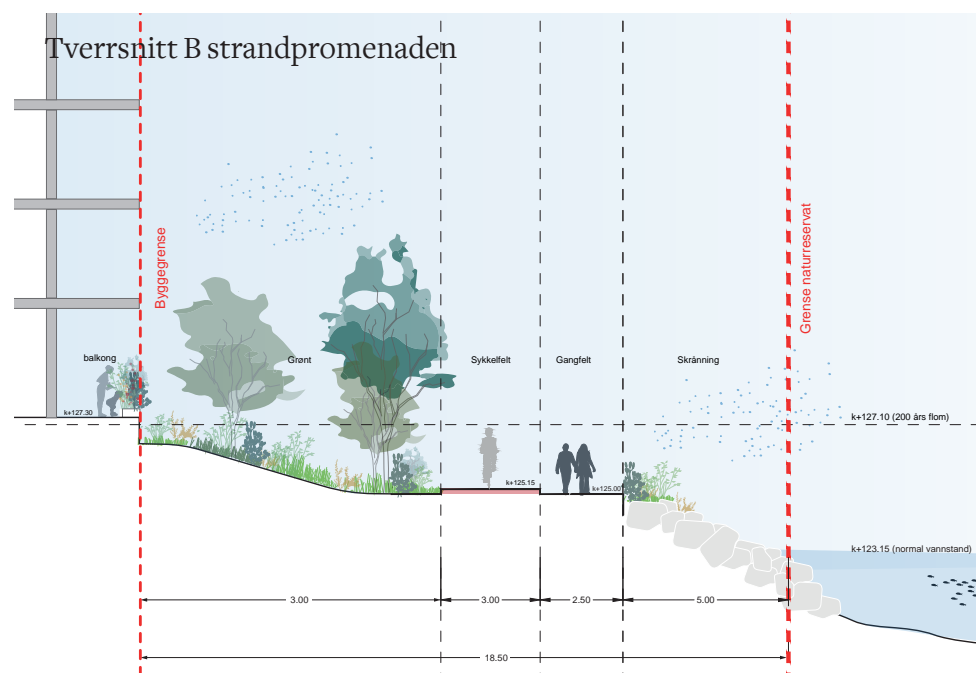 Tverrsnitt B strandpromenaden
Byggegrense
Grense naturreservat
balkong
Grønt
Sykkelfelt
Gangfelt
Skrånning
k+127.30
k+127.10 (200 års flom)
k+125.15
k+125.00
k+123.15 (normal vannstand)
3.00
3.00
2.50
5.00
18.50